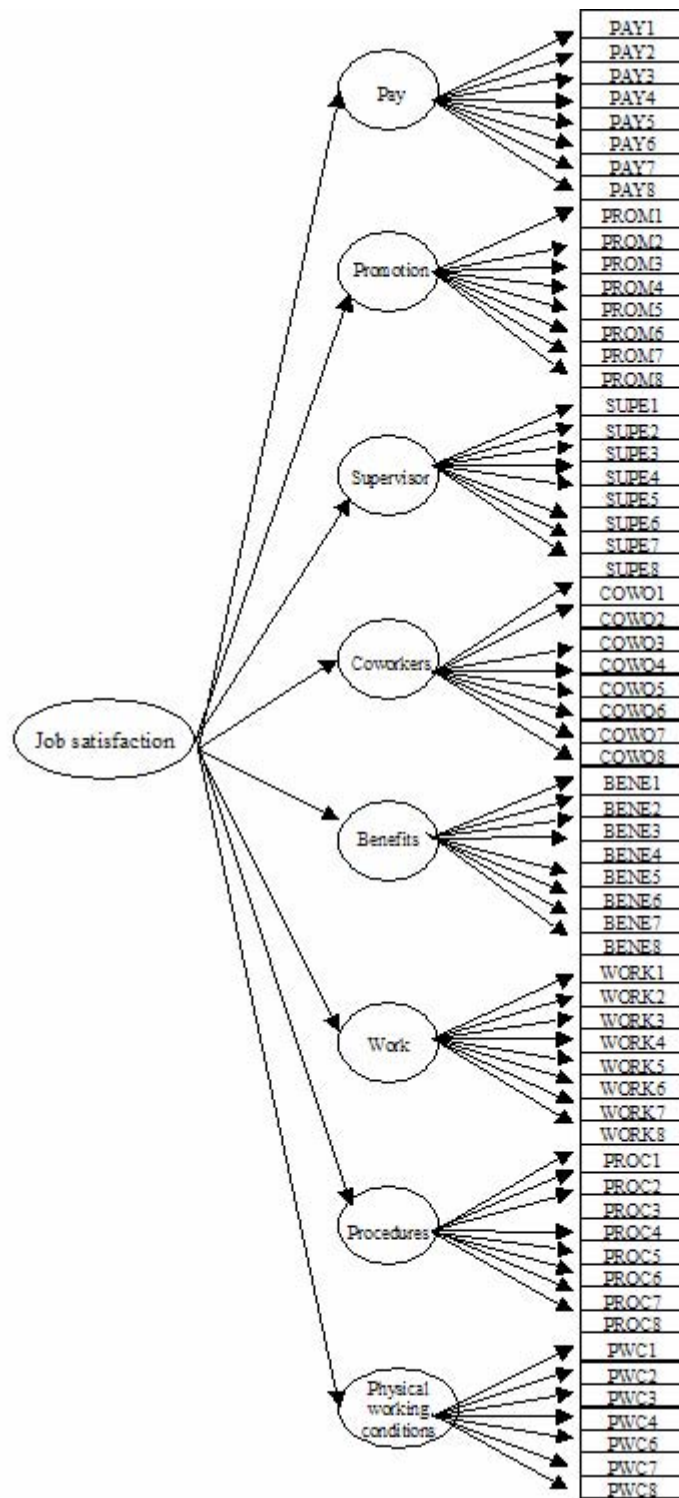 Job satisfaction
Pay
PAY1
PAY2
PAY3
PAY4
PAY5
PAY6
PAY7
PAY8
Promotion
PROM1
PROM2
PROM3
PROM4
PROM5
PROM6
PROM7
PROM8
Supervisor
SUPE1
SUPE2
SUPE3
SUPE4
SUPE5
SUPE6
SUPE7
SUPE8
Coworkers
COWO1
COWO2
COWO3
COWO4
COWO5
COWO6
COWO7
COWO8
Benefits
BENE1
BENE2
BENE3
BENE4
BENE5
BENE6
BENE7
BENE8
Work
WORK1
WORK2
WORK3
WORK4
WORK5
WORK6
WORK7
WORK8
Procedures
PROC1
PROC2
PROC3
PROC4
PROC5
PROC6
PROC7
PROC8
Physical
working
conditions
PWC1
PWC2
PWC3
PWC4
PWC6
PWC7
PWC8